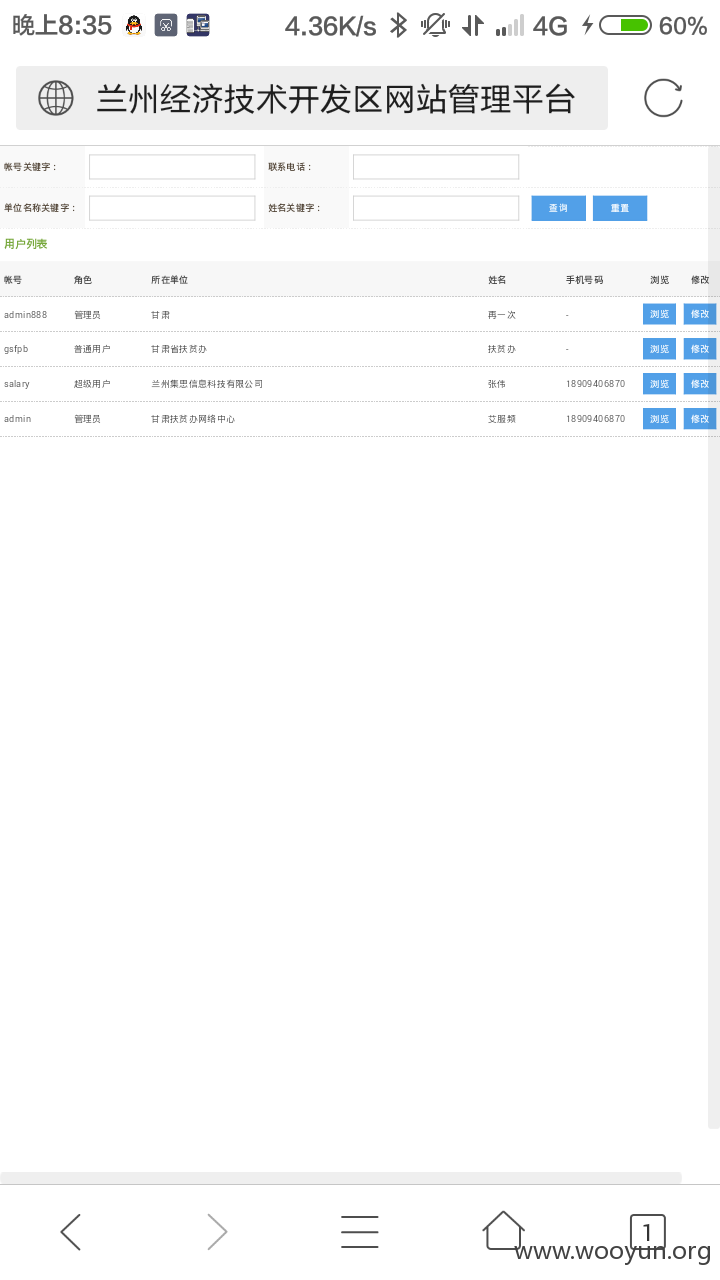 晚上8:35 4.36K/s 4G 60%
兰州经济技术开发区网站管理平台
帐号关键字： 联系电话：
单位名称关键字： 姓名关键字： 查询 重置
用户列表
帐号 角色 所在单位 姓名 手机号码 浏览 修改
admin888 管理员 甘肃 再一次 - 浏览 修改
gsfpb 普通用户 甘肃省扶贫办 扶贫办 - 浏览 修改
salary 超级用户 兰州集思信息科技有限公司 张伟 18909406870 浏览 修改
admin 管理员 甘肃扶贫办网络中心 艾服频 18909406870 浏览 修改
1
www.wooyun.org